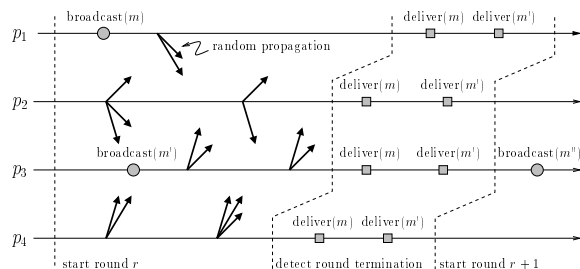 broadcast(m) deliver(m) deliver(m')
p1
random propagation
deliver(m) deliver(m')
p2
broadcast(m') deliver(m) deliver(m') broadcast(m'')
p3
deliver(m) deliver(m')
p4
start round r detect round termination start round r + 1